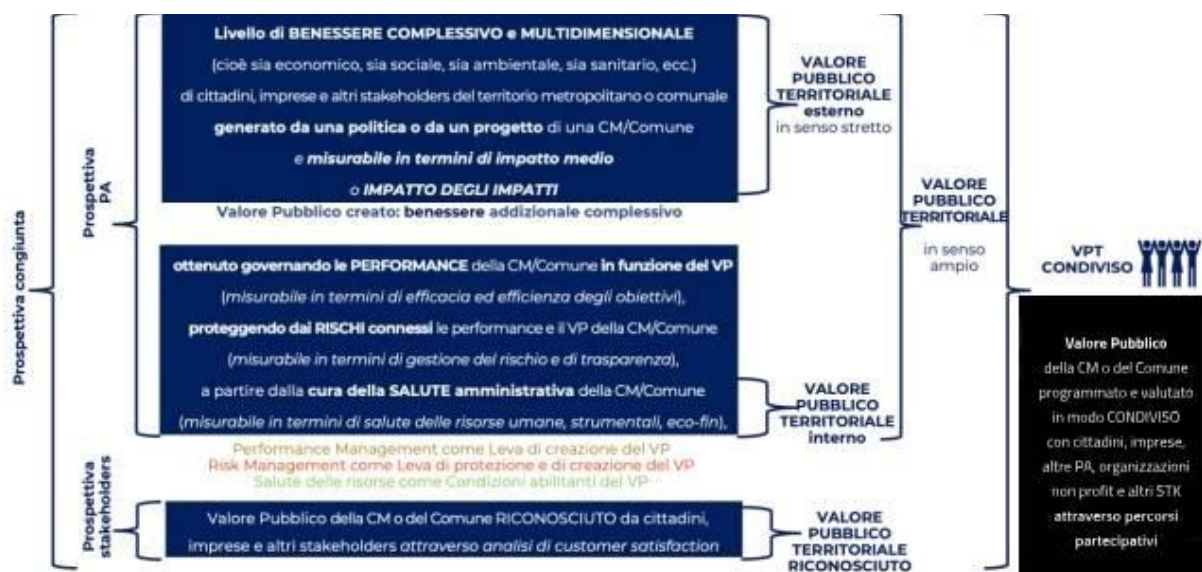 Prospettiva congiunta
Prospettiva
PA
Livello di BENESSERE COMPLESSIVO e MULTIDIMENSIONALE
(cioè sia economico, sia sociale, sia ambientale, sia sanitario, ecc.)
di cittadini, imprese e altri stakeholders del territorio metropolitano o comunale
generato da una politica o da un progetto di una CM/Comune
e misurabile in termini di impatto medio
o IMPATTO DEGLI IMPATTI
Valore Pubblico creato: benessere addizionale complessivo
VALORE
PUBBLICO
TERRITORIALE
esterno
in senso stretto
ottenuto governando le PERFORMANCE della CM/Comune in funzione del VP
(misurabile in termini di efficacia ed efficienza degli obiettivi),
proteggendo dai RISCHI connessi le performance e il VP della CM/Comune
(misurabile in termini di gestione del rischio e di trasparenza),
a partire dalla cura della SALUTE amministrativa della CM/Comune
(misurabile in termini di salute delle risorse umane, strumentali, eco-fin),
VALORE
PUBBLICO
TERRITORIALE
interno
Performance Management come Leva di creazione del VP
Risk Management come Leva di protezione e di creazione del VP
Salute delle risorse come Condizioni abilitanti del VP
Prospettiva
stakeholders
Valore Pubblico della CM o del Comune RICONOSCIUTO da cittadini,
imprese e altri stakeholders attraverso analisi di customer satisfaction
VALORE
PUBBLICO
TERRITORIALE
RICONOSCIUTO
VALORE
PUBBLICO
TERRITORIALE
in senso
ampio
VPT
CONDIVISO
Valore Pubblico
della CM o del Comune
programmato e valutato
in modo CONDIVISO
con cittadini, imprese,
altre PA, organizzazioni
non profit e altri STK
attraverso percorsi
partecipativi